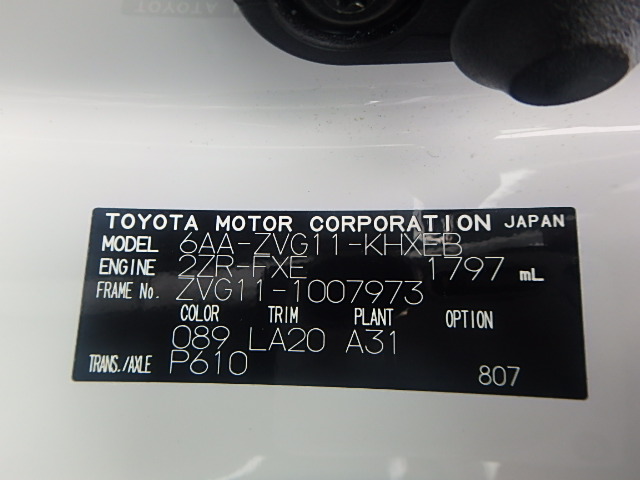 TOYOTA MOTOR CORPORATION JAPAN
MODEL 6AA-ZVG11-KHXEB
ENGINE 2ZR-FXE 1797 mL
FRAME No. ZVG11-1007973
COLOR TRIM PLANT OPTION
089 LA20 A31
TRANS./AXLE P610
807